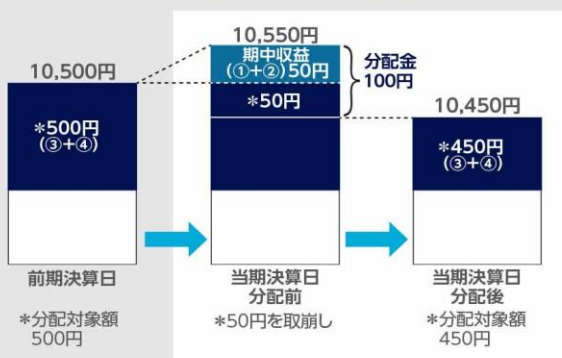 10,500円
*500円
(③+④)
前期決算日
*分配対象額
500円
10,550円
期中収益
(①+②)50円
*50円
分配金
100円
当期決算日
分配前
*50円を取崩し
10,450円
*450円
(③+④)
当期決算日
分配後
*分配対象額
450円